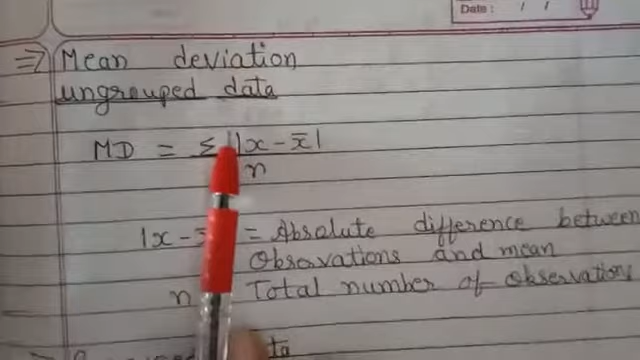 Date: / /
⇒ Mean deviation
ungrouped data
MD = Σ|x - x̄|
n
|x - = Absolute difference between
Observations and mean
n Total number of observations